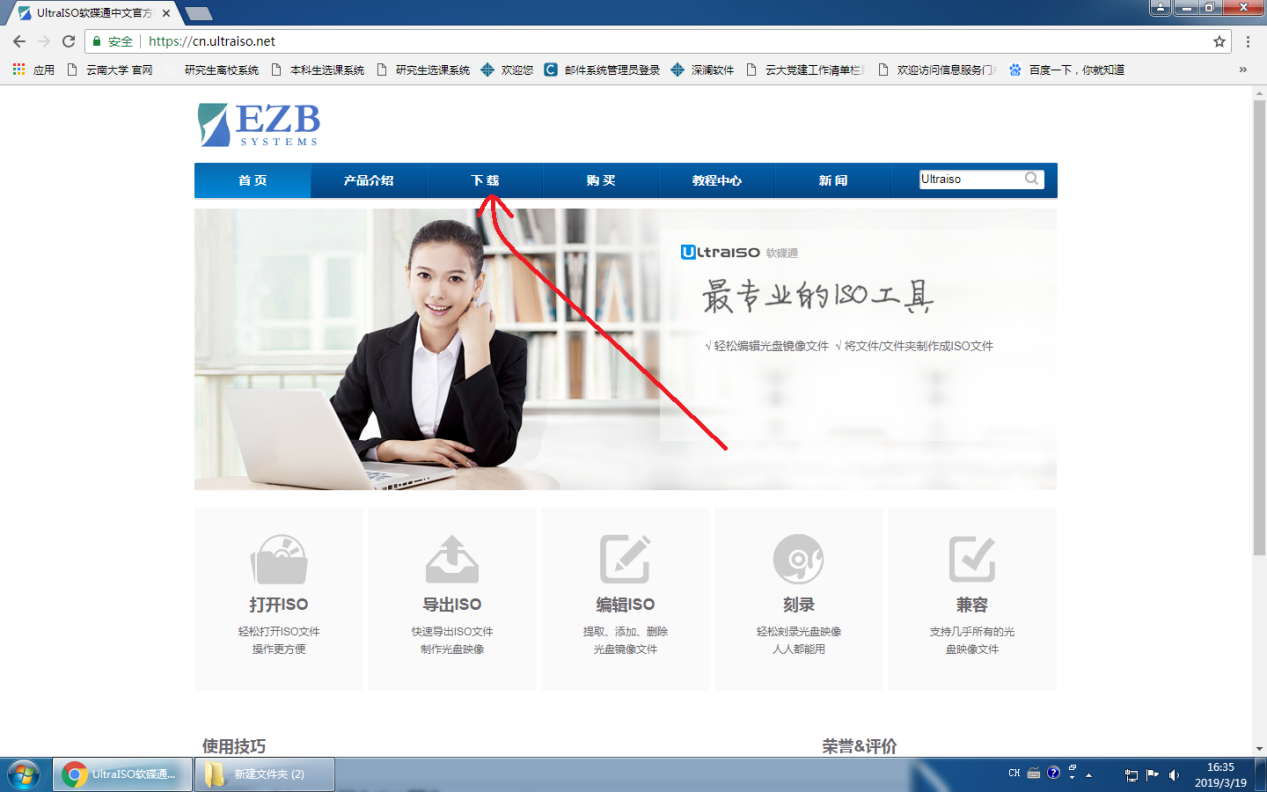 UltraISO软碟通中文官方
安全 https://cn.ultraiso.net
应用 云南大学 官网 研究生离校系统 本科生选课系统 研究生选课系统 欢迎您 邮件系统管理员登录 深澜软件 云大党建工作清单栏 欢迎访问信息服务门 百度一下，你就知道 »
EZB
SYSTEMS
首页 产品介绍 下载 购买 教程中心 新闻 Ultraiso
UltraISO 软碟通
最专业的ISO工具
√ 轻松编辑光盘镜像文件 √ 将文件/文件夹制作成ISO文件
打开ISO
轻松打开ISO文件
操作更方便
导出ISO
快速导出ISO文件
制作光盘映像
编辑ISO
提取、添加、删除
光盘镜像文件
刻录
轻松刻录光盘映像
人人都能用
兼容
支持几乎所有的光
盘映像文件
使用技巧 荣誉&评价
UltraISO软碟通... 新建文件夹 (2) CH 16:35
2019/3/19